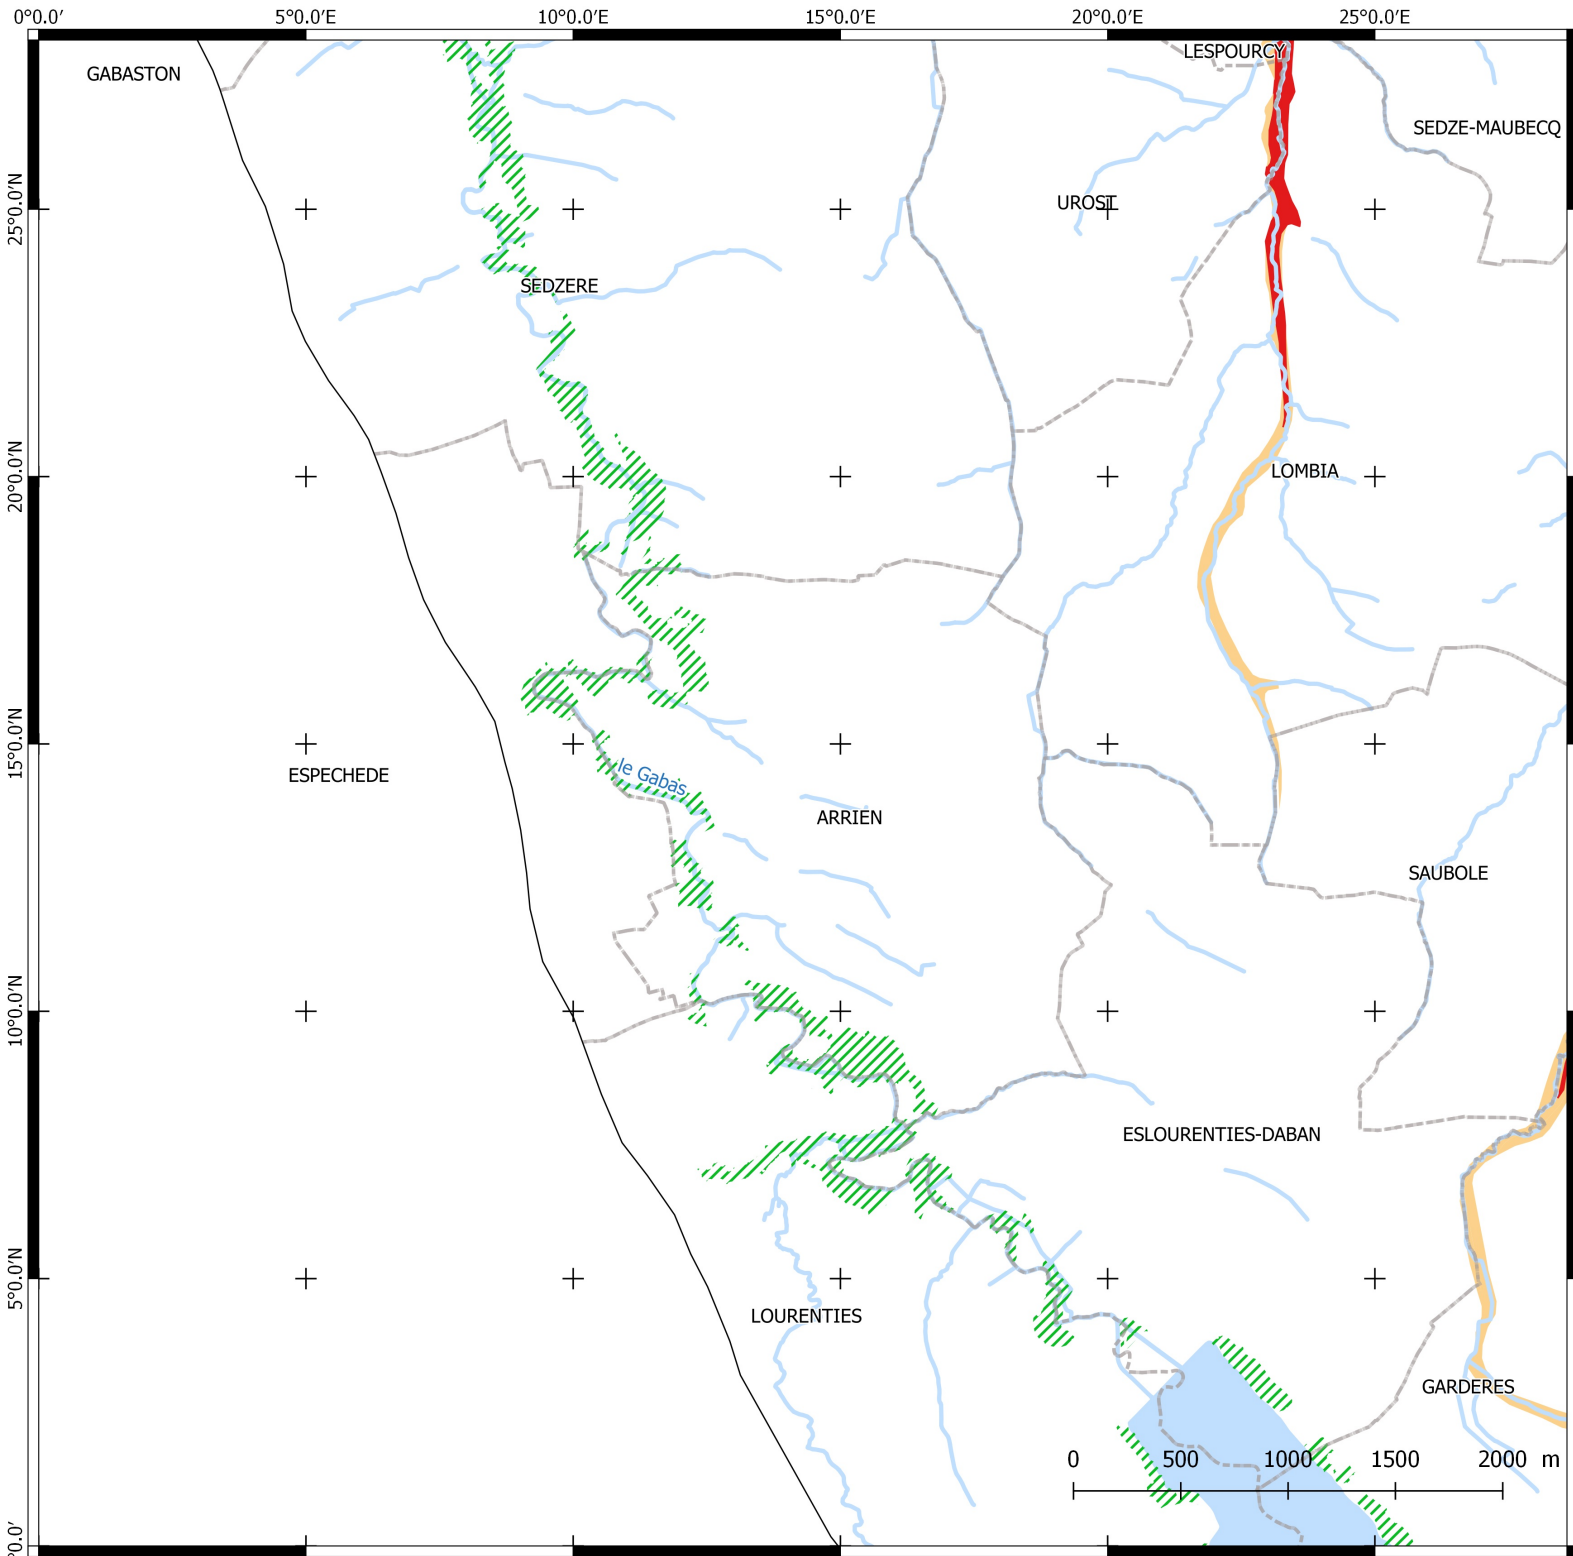 0°0.0′ 5°0.0′E 10°0.0′E 15°0.0′E 20°0.0′E 25°0.0′E
LESPOURCY
GABASTON
SEDZE-MAUBECQ
25°0.0′N
UROST
SEDZERE
20°0.0′N
LOMBIA
15°0.0′N
ESPECHEDE
le Gabas
ARRIEN
SAUBOLE
10°0.0′N
ESLOURENTIES-DABAN
5°0.0′N
LOURENTIES
GARDERES
0 500 1000 1500 2000 m